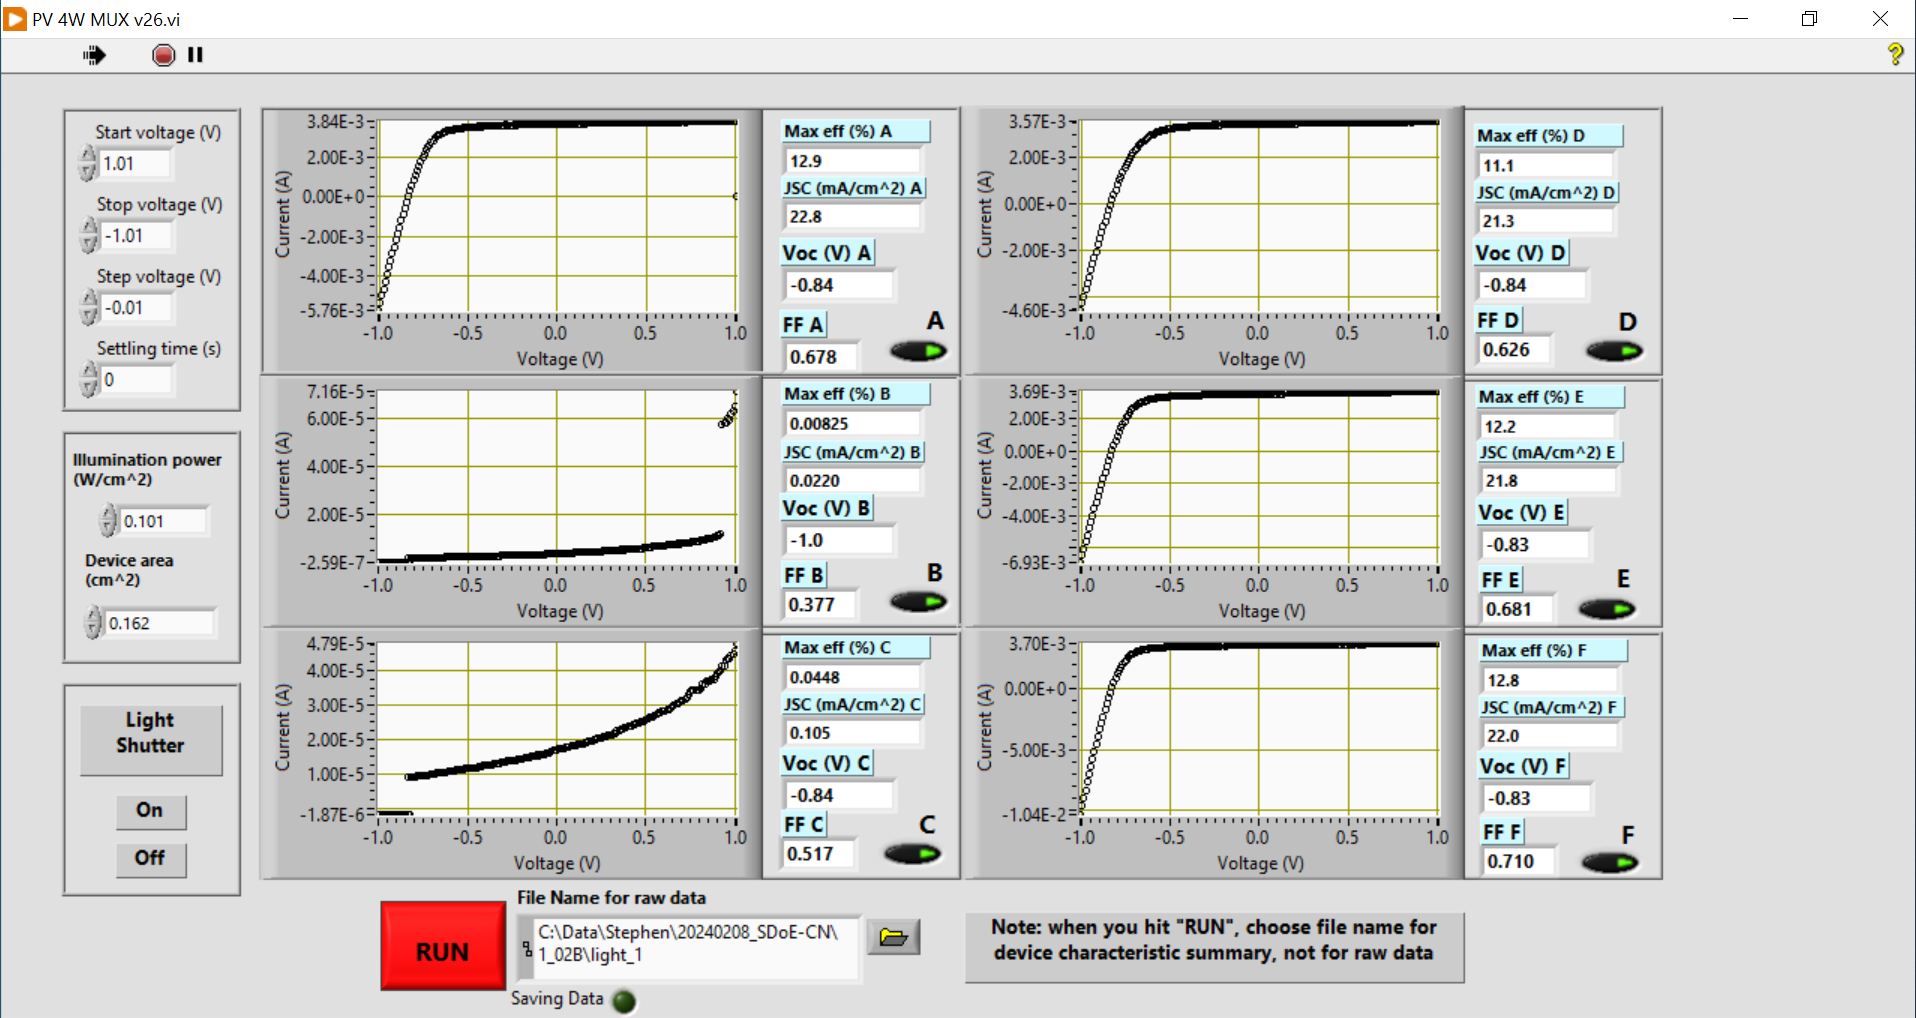 PV 4W MUX v26.vi
?
Start voltage (V)
1.01
Stop voltage (V)
-1.01
Step voltage (V)
-0.01
Settling time (s)
0
Illumination power
(W/cm^2)
0.101
Device area
(cm^2)
0.162
Light
Shutter
On
Off
Current (A)
3.84E-3
2.00E-3
0.00E+0
-2.00E-3
-4.00E-3
-5.76E-3
-1.0 -0.5 0.0 0.5 1.0
Voltage (V)
Max eff (%) A
12.9
JSC (mA/cm^2) A
22.8
Voc (V) A
-0.84
FF A
0.678
A
Current (A)
3.57E-3
2.00E-3
0.00E+0
-2.00E-3
-4.60E-3
-1.0 -0.5 0.0 0.5 1.0
Voltage (V)
Max eff (%) D
11.1
JSC (mA/cm^2) D
21.3
Voc (V) D
-0.84
FF D
0.626
D
Current (A)
7.16E-5
6.00E-5
4.00E-5
2.00E-5
-2.59E-7
-1.0 -0.5 0.0 0.5 1.0
Voltage (V)
Max eff (%) B
0.00825
JSC (mA/cm^2) B
0.0220
Voc (V) B
-1.0
FF B
0.377
B
Current (A)
3.69E-3
2.00E-3
0.00E+0
-2.00E-3
-4.00E-3
-6.93E-3
-1.0 -0.5 0.0 0.5 1.0
Voltage (V)
Max eff (%) E
12.2
JSC (mA/cm^2) E
21.8
Voc (V) E
-0.83
FF E
0.681
E
Current (A)
4.79E-5
4.00E-5
3.00E-5
2.00E-5
1.00E-5
-1.87E-6
-1.0 -0.5 0.0 0.5 1.0
Voltage (V)
Max eff (%) C
0.0448
JSC (mA/cm^2) C
0.105
Voc (V) C
-0.84
FF C
0.517
C
Current (A)
3.70E-3
0.00E+0
-5.00E-3
-1.04E-2
-1.0 -0.5 0.0 0.5 1.0
Voltage (V)
Max eff (%) F
12.8
JSC (mA/cm^2) F
22.0
Voc (V) F
-0.83
FF F
0.710
F
RUN
File Name for raw data
C:\Data\Stephen\20240208_SDoE-CN\
1_02B\light_1
Saving Data
Note: when you hit "RUN", choose file name for
device characteristic summary, not for raw data